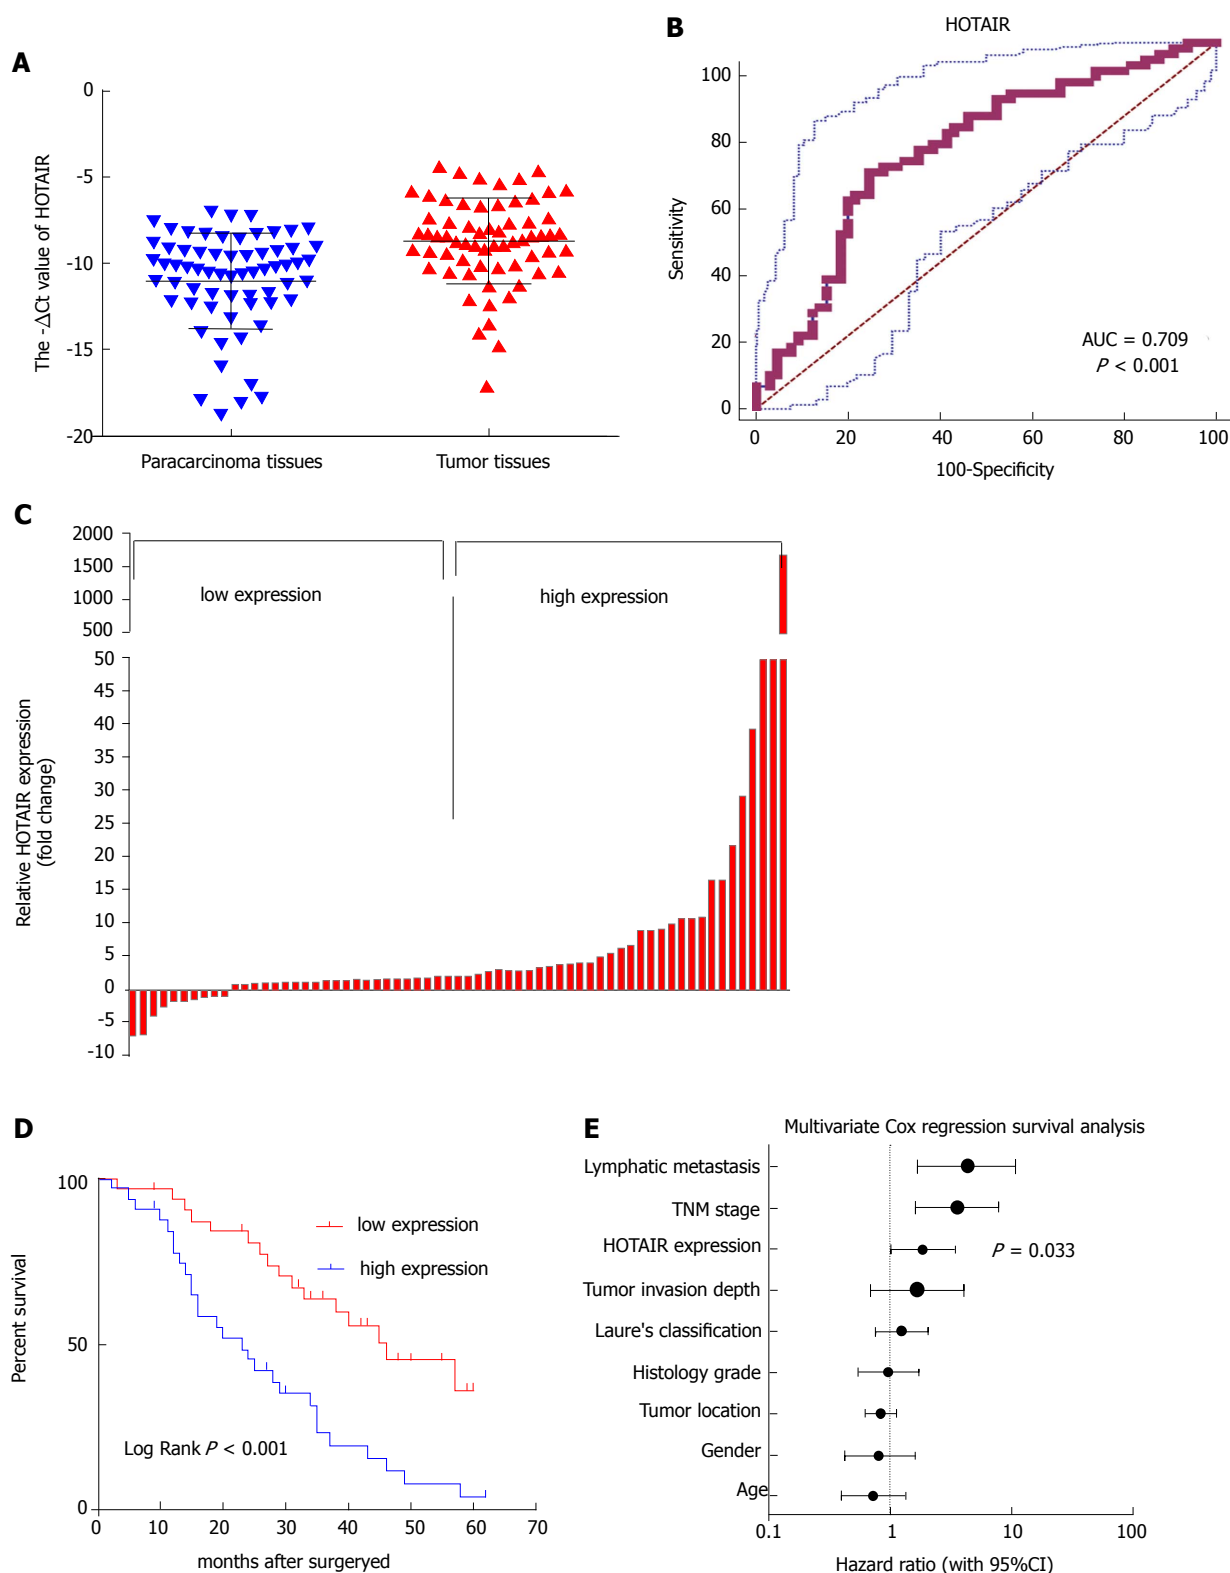 A
The -ΔCt value of HOTAIR
0
-5
-10
-15
-20
Paracarcinoma tissues
Tumor tissues
B
HOTAIR
Sensitivity
100
80
60
40
20
0
AUC = 0.709
P < 0.001
0
20
40
60
80
100
100-Specificity
C
Relative HOTAIR expression
(fold change)
2000
1500
1000
500
50
45
40
35
30
25
20
15
10
5
0
-5
-10
low expression
high expression
D
Percent survival
100
50
0
low expression
high expression
Log Rank P < 0.001
0
10
20
30
40
50
60
70
months after surgeryed
E
Multivariate Cox regression survival analysis
Lymphatic metastasis
TNM stage
HOTAIR expression
P = 0.033
Tumor invasion depth
Laure's classification
Histology grade
Tumor location
Gender
Age
0.1
1
10
100
Hazard ratio (with 95%CI)